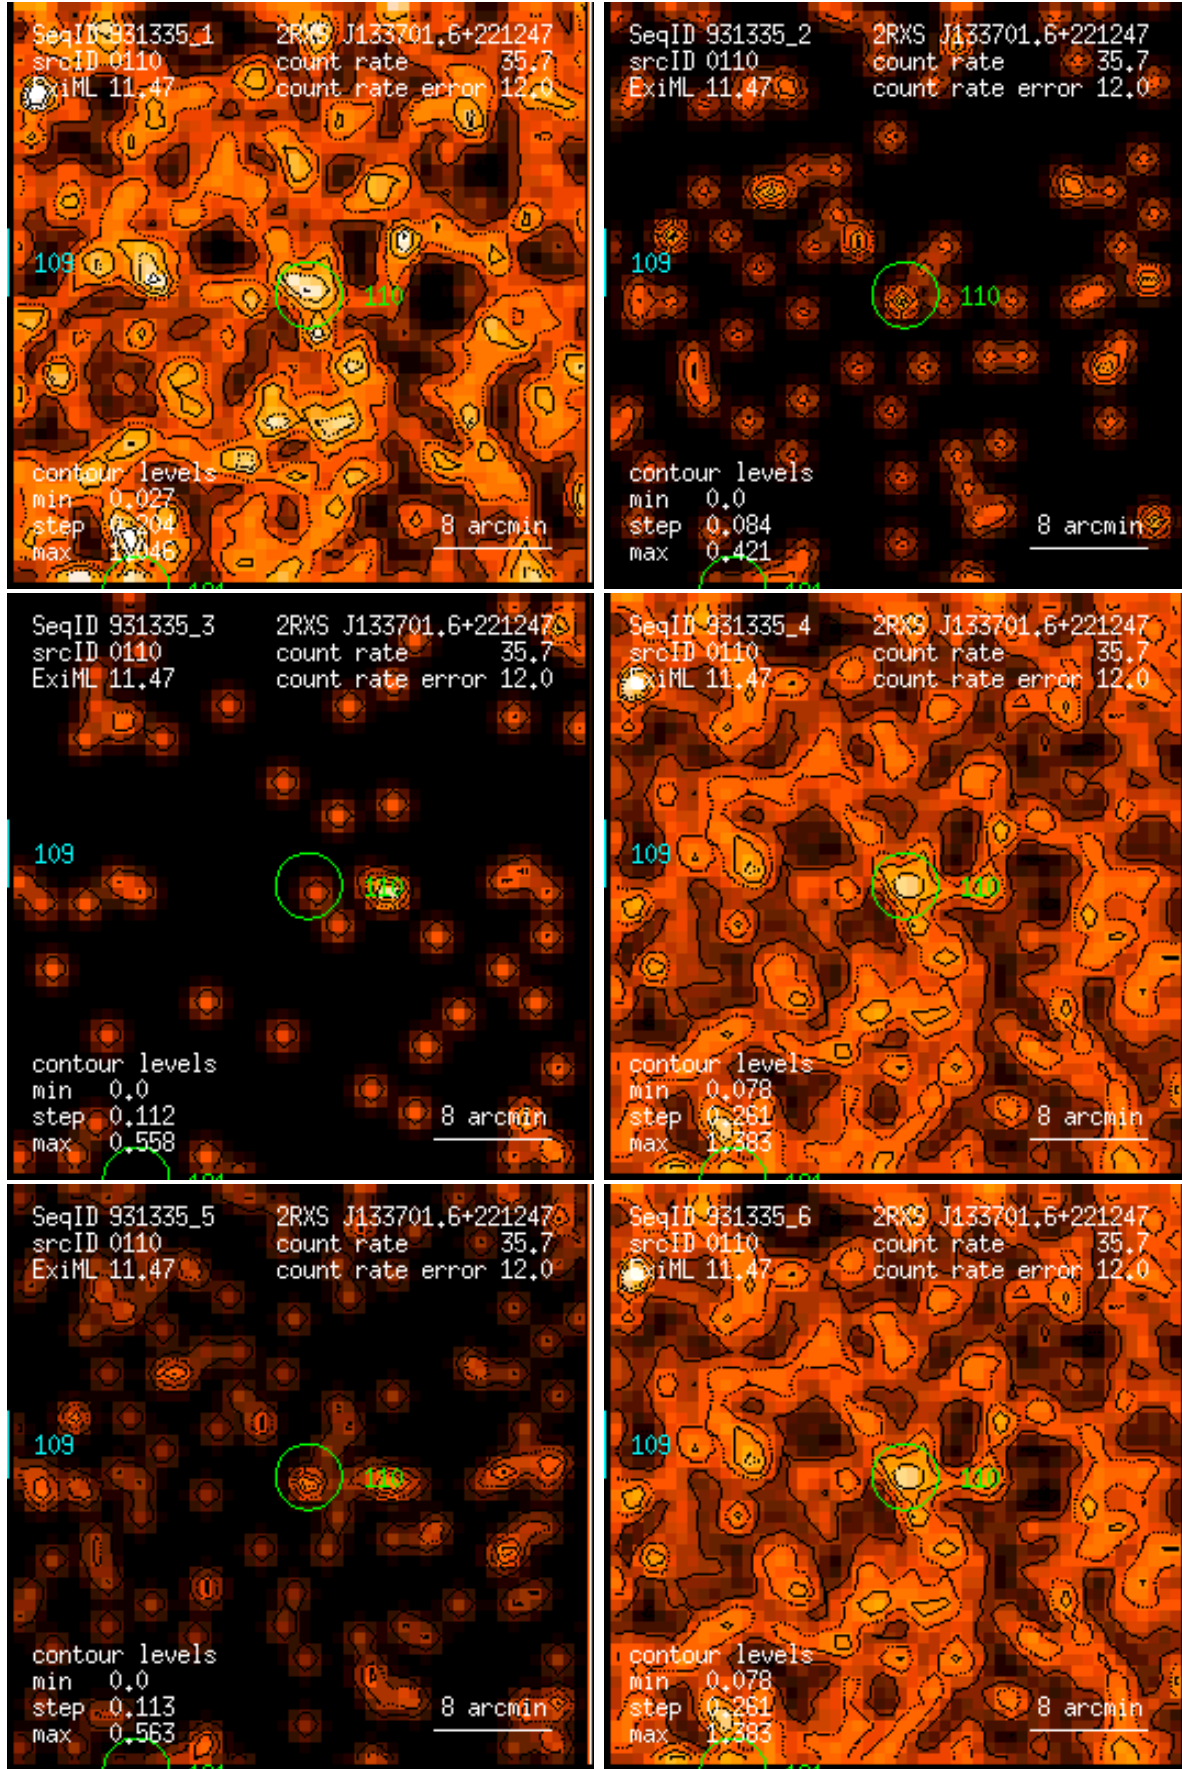 SeqID 931335_1 2RXS J133701.6+221247
srcID 0110 count rate 35.7
ExiML 11.47 count rate error 12.0
109
110
contour levels
min 0.027
step 0.204 8 arcmin
max 1.046
SeqID 931335_2 2RXS J133701.6+221247
srcID 0110 count rate 35.7
ExiML 11.47 count rate error 12.0
109
110
contour levels
min 0.0
step 0.084 8 arcmin
max 0.421
SeqID 931335_3 2RXS J133701.6+221247
srcID 0110 count rate 35.7
ExiML 11.47 count rate error 12.0
109
110
contour levels
min 0.0
step 0.112 8 arcmin
max 0.558
SeqID 931335_4 2RXS J133701.6+221247
srcID 0110 count rate 35.7
ExiML 11.47 count rate error 12.0
109
110
contour levels
min 0.078
step 0.261 8 arcmin
max 1.383
SeqID 931335_5 2RXS J133701.6+221247
srcID 0110 count rate 35.7
ExiML 11.47 count rate error 12.0
109
110
contour levels
min 0.0
step 0.113 8 arcmin
max 0.563
SeqID 931335_6 2RXS J133701.6+221247
srcID 0110 count rate 35.7
ExiML 11.47 count rate error 12.0
109
110
contour levels
min 0.078
step 0.261 8 arcmin
max 1.383